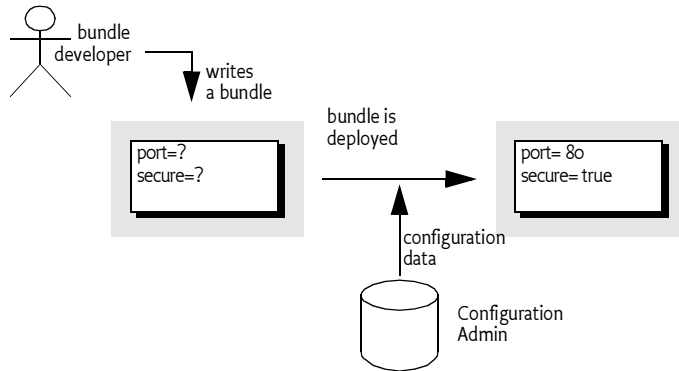 bundle
developer
writes
a bundle
bundle is
deployed
port=?
secure=?
port= 80
secure= true
configuration
data
Configuration
Admin